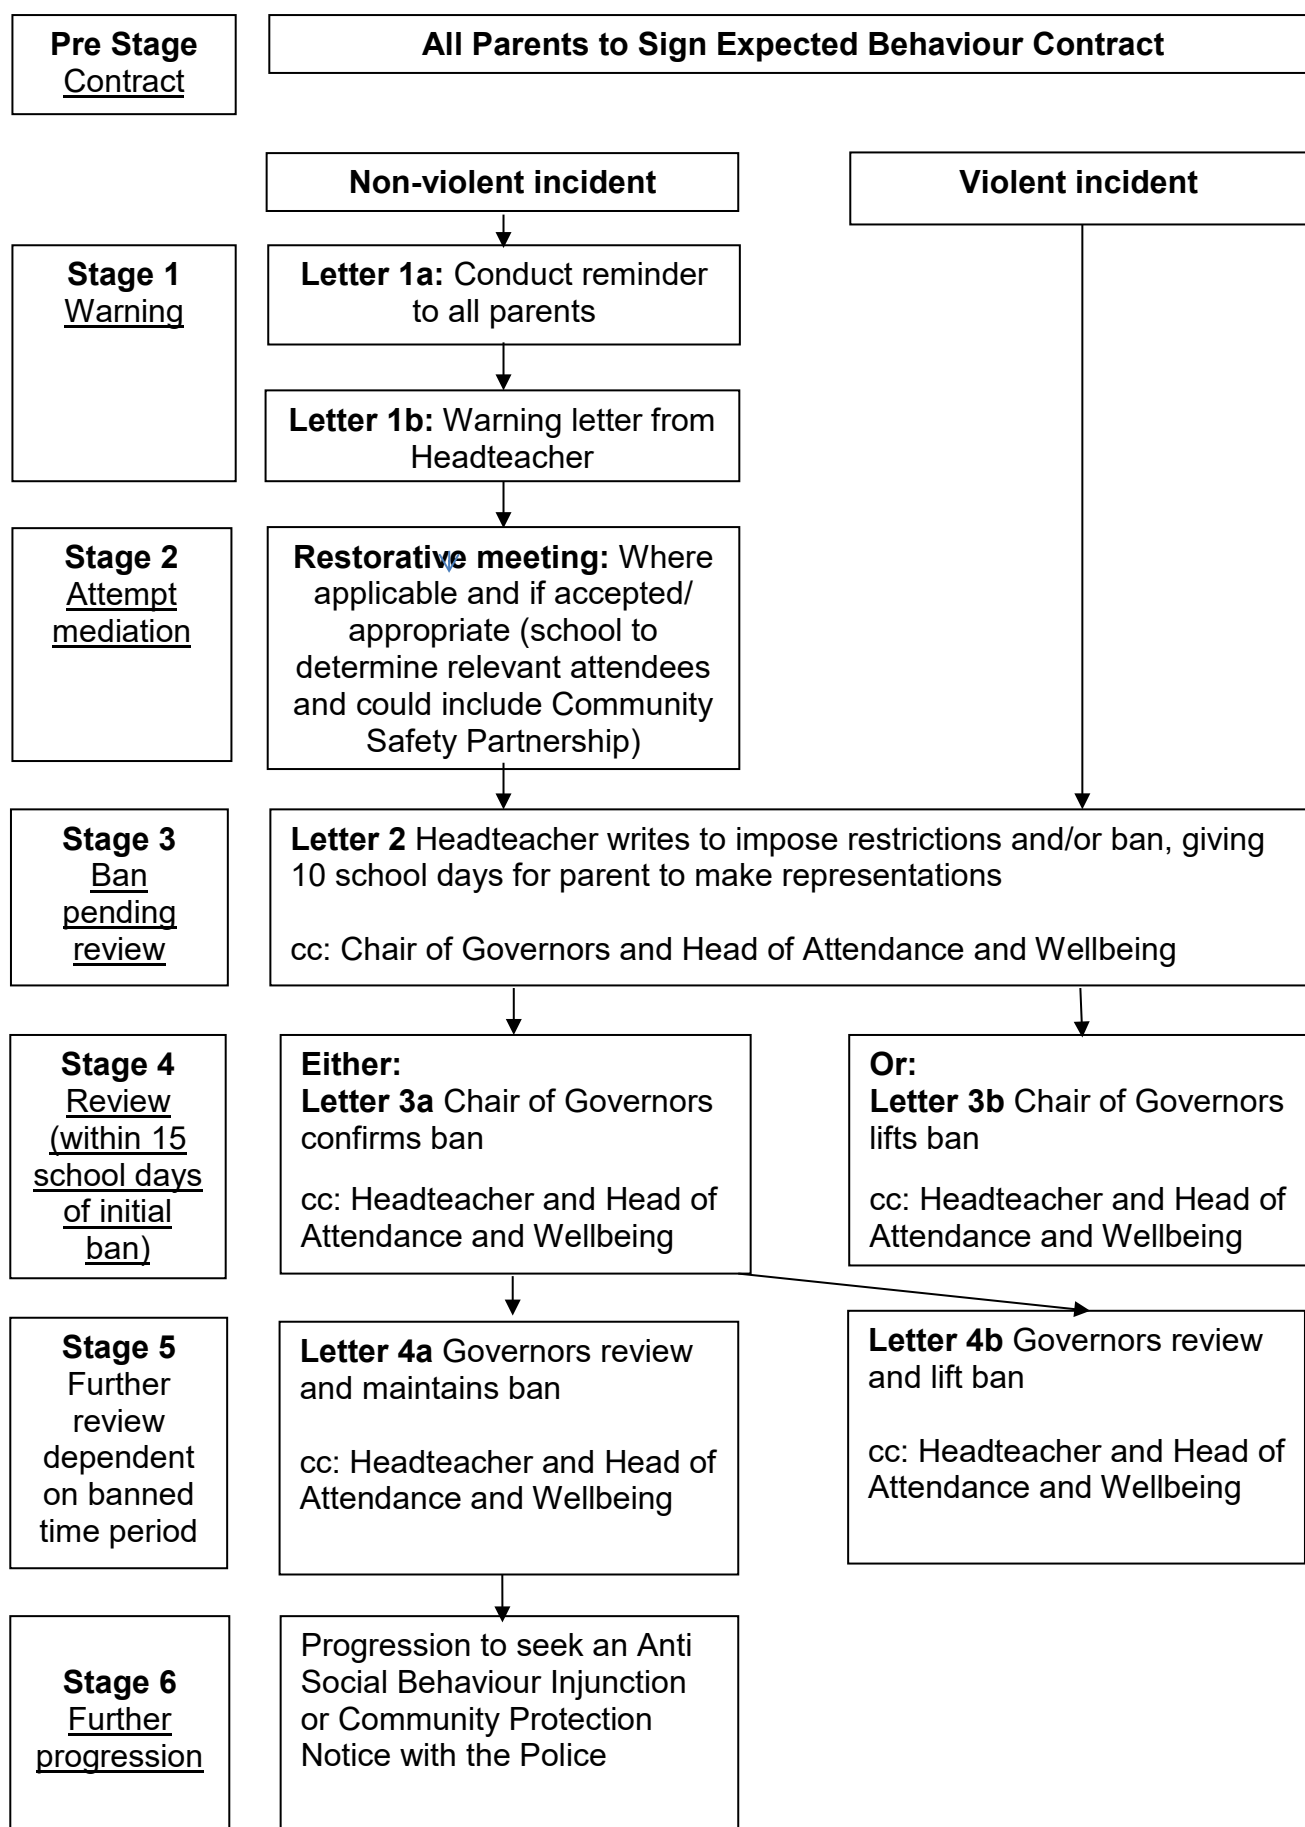 Pre Stage
Contract
All Parents to Sign Expected Behaviour Contract
Non-violent incident
Violent incident
Stage 1
Warning
Letter 1a: Conduct reminder
to all parents
Letter 1b: Warning letter from
Headteacher
Stage 2
Attempt
mediation
Restorative meeting: Where
applicable and if accepted/
appropriate (school to
determine relevant attendees
and could include Community
Safety Partnership)
Stage 3
Ban
pending
review
Letter 2 Headteacher writes to impose restrictions and/or ban, giving
10 school days for parent to make representations
cc: Chair of Governors and Head of Attendance and Wellbeing
Stage 4
Review
(within 15
school days
of initial
ban)
Either:
Letter 3a Chair of Governors
confirms ban
cc: Headteacher and Head of
Attendance and Wellbeing
Or:
Letter 3b Chair of Governors
lifts ban
cc: Headteacher and Head of
Attendance and Wellbeing
Stage 5
Further
review
dependent
on banned
time period
Letter 4a Governors review
and maintains ban
cc: Headteacher and Head of
Attendance and Wellbeing
Letter 4b Governors review
and lift ban
cc: Headteacher and Head of
Attendance and Wellbeing
Stage 6
Further
progression
Progression to seek an Anti
Social Behaviour Injunction
or Community Protection
Notice with the Police